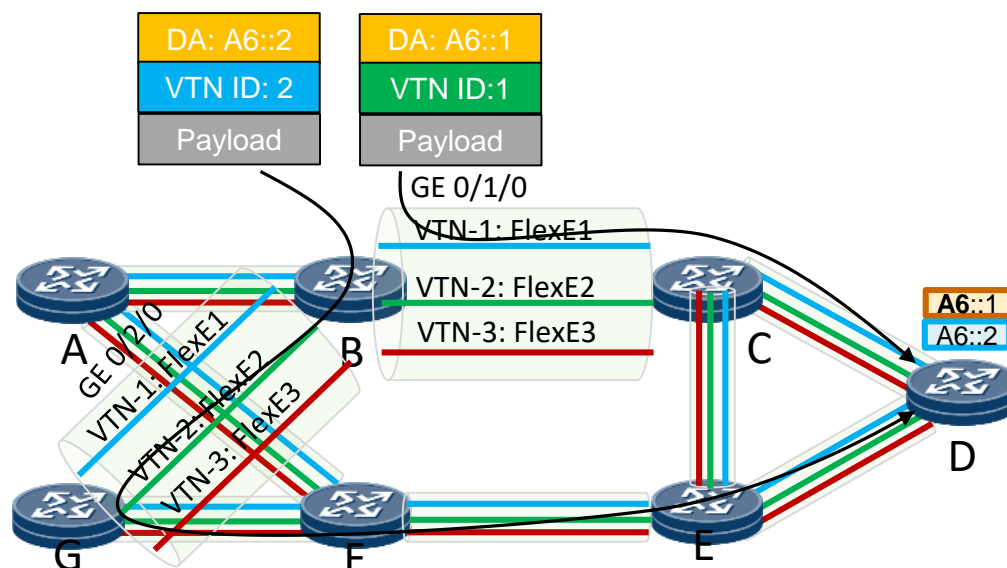 DA: A6::2
VTN ID: 2
Payload
DA: A6::1
VTN ID:1
Payload
GE 0/1/0
VTN-1: FlexE1
VTN-2: FlexE2
VTN-3: FlexE3
A
B
C
A6::1
A6::2
D
GE 0/2/0
VTN-1: FlexE1
VTN-2: FlexE2
VTN-3: FlexE3
G
F
E